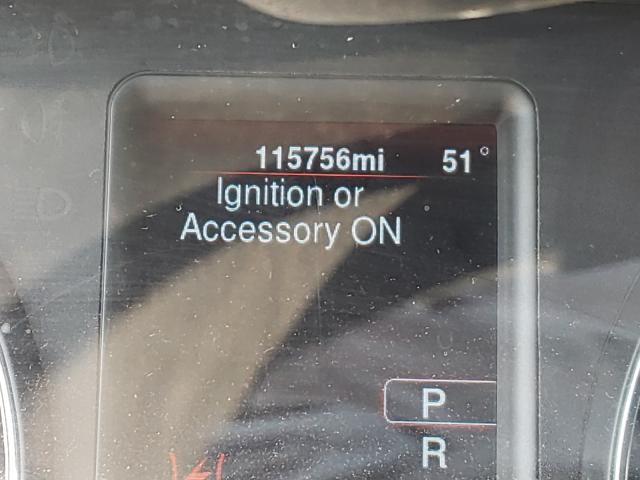 115756mi 51°
Ignition or
Accessory ON
P
R